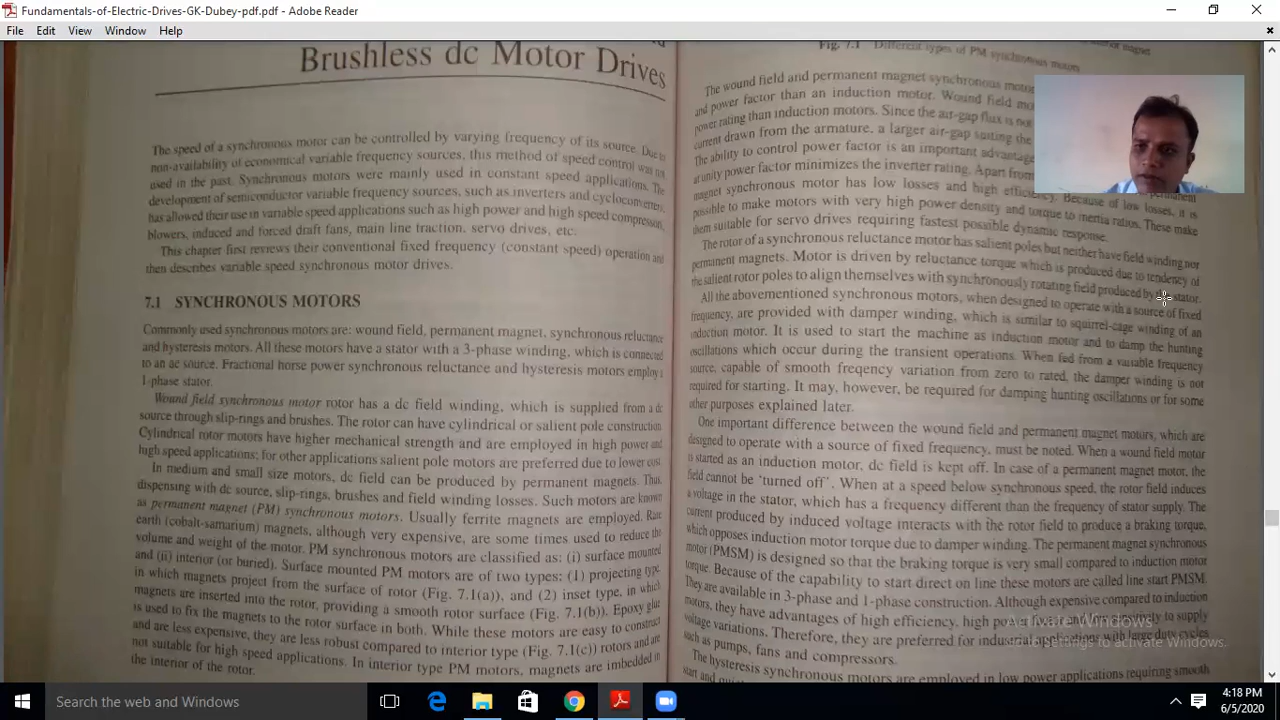 Fundamentals-of-Electric-Drives-GK-Dubey-pdf.pdf - Adobe Reader
File Edit View Window Help
Brushless dc Motor Drives
The speed of a synchronous motor can be controlled by varying frequency of its source. Due to
non-availability of economical variable frequency sources, this method of speed control was not
used in the past. Synchronous motors were mainly used in constant speed applications. The
development of semiconductor variable frequency sources, such as inverters and cycloconverters,
has allowed their use in variable speed applications such as high power and high speed compressors,
blowers, induced and forced draft fans, main line traction, servo drives, etc.
This chapter first reviews their conventional fixed frequency (constant speed) operation and
then describes variable speed synchronous motor drives.
7.1 SYNCHRONOUS MOTORS
Commonly used synchronous motors are: wound field, permanent magnet, synchronous reluctance
and hysteresis motors. All these motors have a stator with a 3-phase winding, which is connected
to an ac source. Fractional horse power synchronous reluctance and hysteresis motors employ a
1-phase stator.
Wound field synchronous motor rotor has a dc field winding, which is supplied from a dc
source through slip-rings and brushes. The rotor can have cylindrical or salient pole construction
Cylindrical rotor motors have higher mechanical strength and are employed in high power and
high speed applications; for other applications salient pole motors are preferred due to lower cost.
In medium and small size motors, dc field can be produced by permanent magnets. Thus,
dispensing with dc source, slip-rings, brushes and field winding losses. Such motors are known
as permanent magnet (PM) synchronous motors. Usually ferrite magnets are employed. Rare
earth (cobalt-samarium) magnets, although very expensive, are some times used to reduce the
volume and weight of the motor. PM synchronous motors are classified as: (i) surface mounted
and (ii) interior (or buried). Surface mounted PM motors are of two types: (1) projecting type,
in which magnets project from the surface of rotor (Fig. 7.1(a)), and (2) inset type, in which
magnets are inserted into the rotor, providing a smooth rotor surface (Fig. 7.1(b)). Epoxy glue
is used to fix the magnets to the rotor surface in both. While these motors are easy to construct
and are less expensive, they are less robust compared to interior type (Fig. 7.1(c)) rotors and are
not suitable for high speed applications. In interior type PM motors, magnets are imbedded in
the interior of the rotor.
Fig. 7.1 Different types of PM synchronous motors
The wound field and permanent magnet synchronous motor
and power factor than an induction motor. Wound field mo
power rating than induction motors. Since the air-gap flux is not
current drawn from the armature, a larger air-gap suiting the
The ability to control power factor is an important advantage
at unity power factor minimizes the inverter rating. Apart from permanent
magnet synchronous motor has low losses and high efficiency. Because of low losses, it is
possible to make motors with very high power density and torque to inertia ratios. These make
them suitable for servo drives requiring fastest possible dynamic response.
The rotor of a synchronous reluctance motor has salient poles but neither have field winding nor
permanent magnets. Motor is driven by reluctance torque which is produced due to tendency of
the salient rotor poles to align themselves with synchronously rotating field produced by the stator.
All the abovementioned synchronous motors, when designed to operate with a source of fixed
frequency, are provided with damper winding, which is similar to squirrel-cage winding of an
induction motor. It is used to start the machine as induction motor and to damp the hunting
oscillations which occur during the transient operations. When fed from a variable frequency
source, capable of smooth freqency variation from zero to rated, the damper winding is not
required for starting. It may, however, be required for damping hunting oscillations or for some
other purposes explained later.
One important difference between the wound field and permanent magnet motors, which are
designed to operate with a source of fixed frequency, must be noted. When a wound field motor
is started as an induction motor, dc field is kept off. In case of a permanent magnet motor, the
field cannot be 'turned off'. When at a speed below synchronous speed, the rotor field induces
a voltage in the stator, which has a frequency different than the frequency of stator supply. The
current produced by induced voltage interacts with the rotor field to produce a braking torque,
which opposes induction motor torque due to damper winding. The permanent magnet synchronous
motor (PMSM) is designed so that the braking torque is very small compared to induction motor
torque. Because of the capability to start direct on line these motors are called line start PMSM.
They are available in 3-phase and 1-phase construction. Although expensive compared to induction
motors, they have advantages of high efficiency, high power and sensitivity to supply
voltage variations. Therefore, they are preferred for industrial applications with large duty cycles
such as pumps, fans and compressors.
The hysteresis synchronous motors are employed in low power applications requiring smooth
start and
Activate Windows
Go to Settings to activate Windows.
Search the web and Windows
4:18 PM
6/5/2020